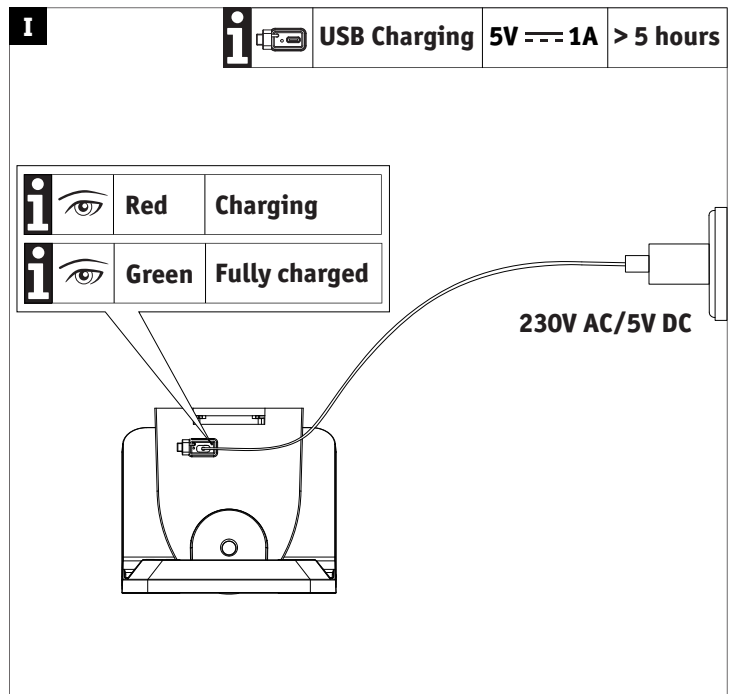 I
i USB Charging 5V ⎓ 1A > 5 hours
i Red Charging
i Green Fully charged
230V AC/5V DC